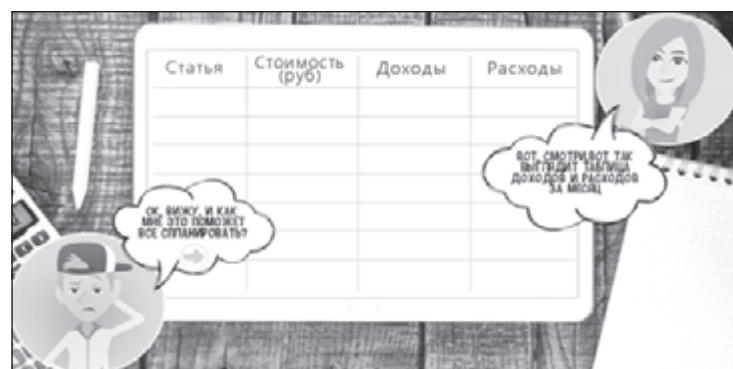 Статья
Стоимость
(руб)
Доходы
Расходы
ВОТ, СМОТРИ,ВОТ ТАК
ВЫГЛЯДИТ ТАБЛИЦА
ДОХОДОВ И РАСХОДОВ
ЗА МЕСЯЦ
ОК, ВИЖУ, И КАК
МНЕ ЭТО ПОМОЖЕТ
ВСЕ СППАНИРОВАТЬ?